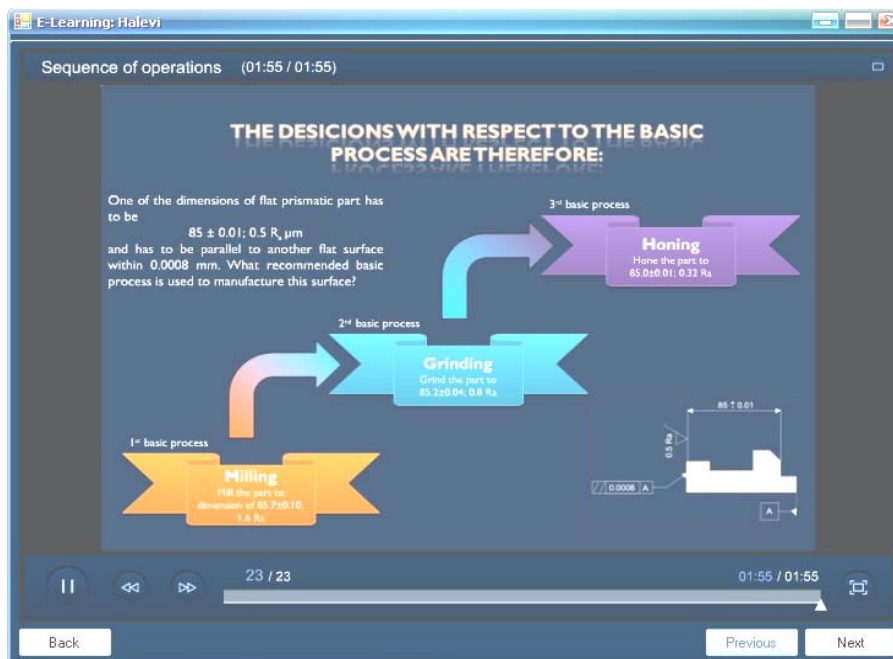 E-Learning: Halevi
Sequence of operations (01:55 / 01:55)
THE DESICIONS WITH RESPECT TO THE BASIC
PROCESS ARE THEREFORE:
One of the dimensions of flat prismatic part has
to be
85 ± 0.01; 0.5 Rₐ μm
and has to be parallel to another flat surface
within 0.0008 mm. What recommended basic
process is used to manufacture this surface?
3rd basic process
Honing
Hone the part to
85.0±0.01; 0.32 Ra
2nd basic process
Grinding
Grind the part to
85.2±0.04; 0.8 Ra
1st basic process
Milling
Mill the part to
dimension of 85.7±0.10;
1.6 Ra
85 ± 0.01
0.5 Ra
// 0.0008 A
A
23 / 23
01:55 / 01:55
Back
Previous
Next